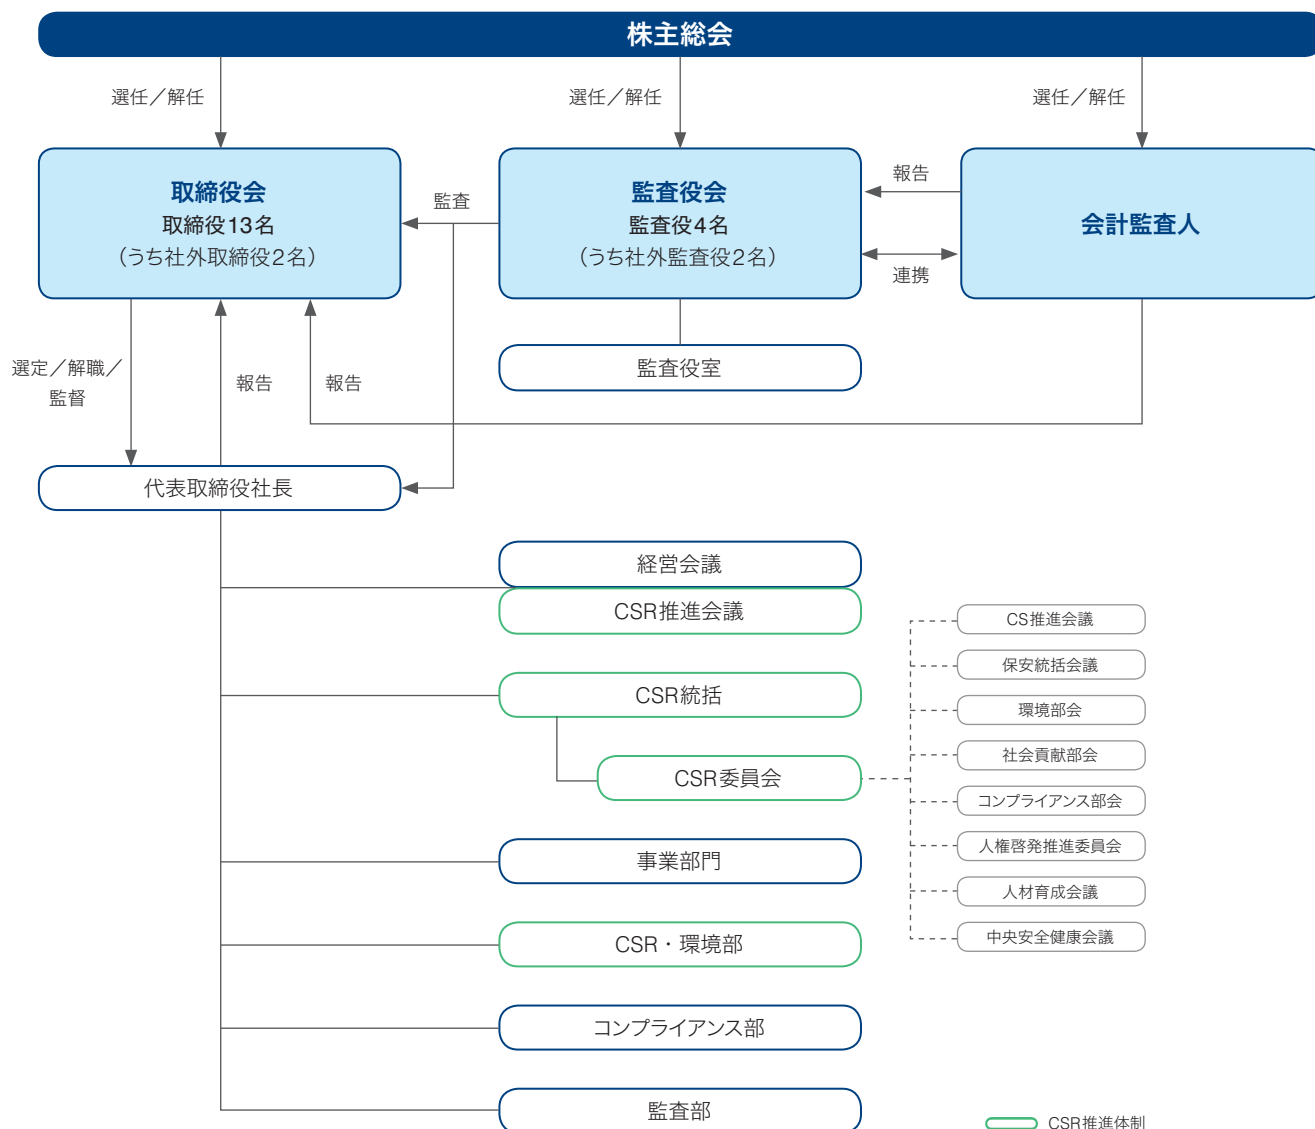 株主総会
選任／解任
選任／解任
選任／解任
取締役会
取締役13名
（うち社外取締役2名）
監査
監査役会
監査役4名
（うち社外監査役2名）
報告
連携
会計監査人
選定／解職／
監督
報告
報告
監査役室
代表取締役社長
経営会議
CSR推進会議
CSR統括
CSR委員会
CS推進会議
保安統括会議
環境部会
社会貢献部会
コンプライアンス部会
人権啓発推進委員会
人材育成会議
中央安全健康会議
事業部門
CSR・環境部
コンプライアンス部
監査部
CSR推進体制